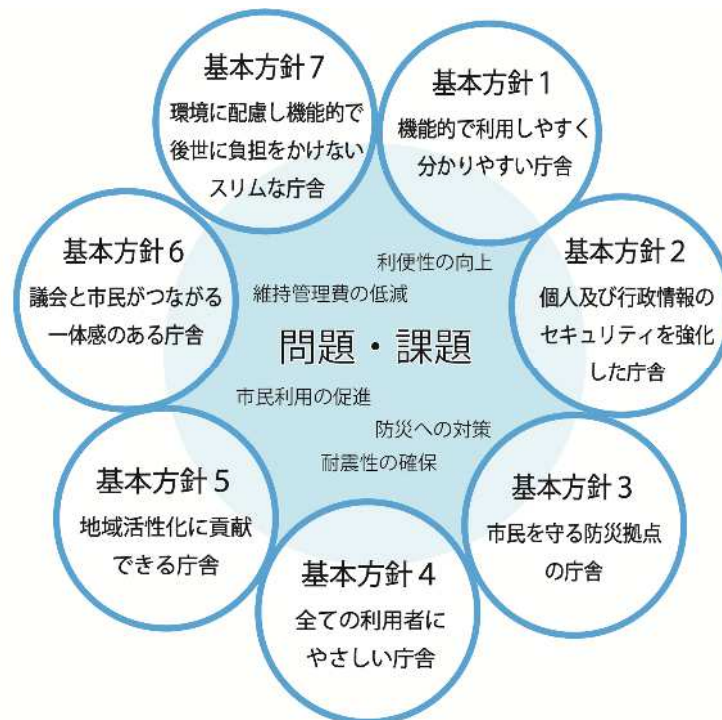 基本方針7
環境に配慮し機能的で
後世に負担をかけない
スリムな庁舎
基本方針1
機能的で利用しやすく
分かりやすい庁舎
基本方針6
議会と市民がつながる
一体感のある庁舎
利便性の向上
維持管理費の低減
問題・課題
市民利用の促進
防災への対策
耐震性の確保
基本方針2
個人及び行政情報の
セキュリティを強化
した庁舎
基本方針5
地域活性化に貢献
できる庁舎
基本方針4
全ての利用者に
やさしい庁舎
基本方針3
市民を守る防災拠点
の庁舎